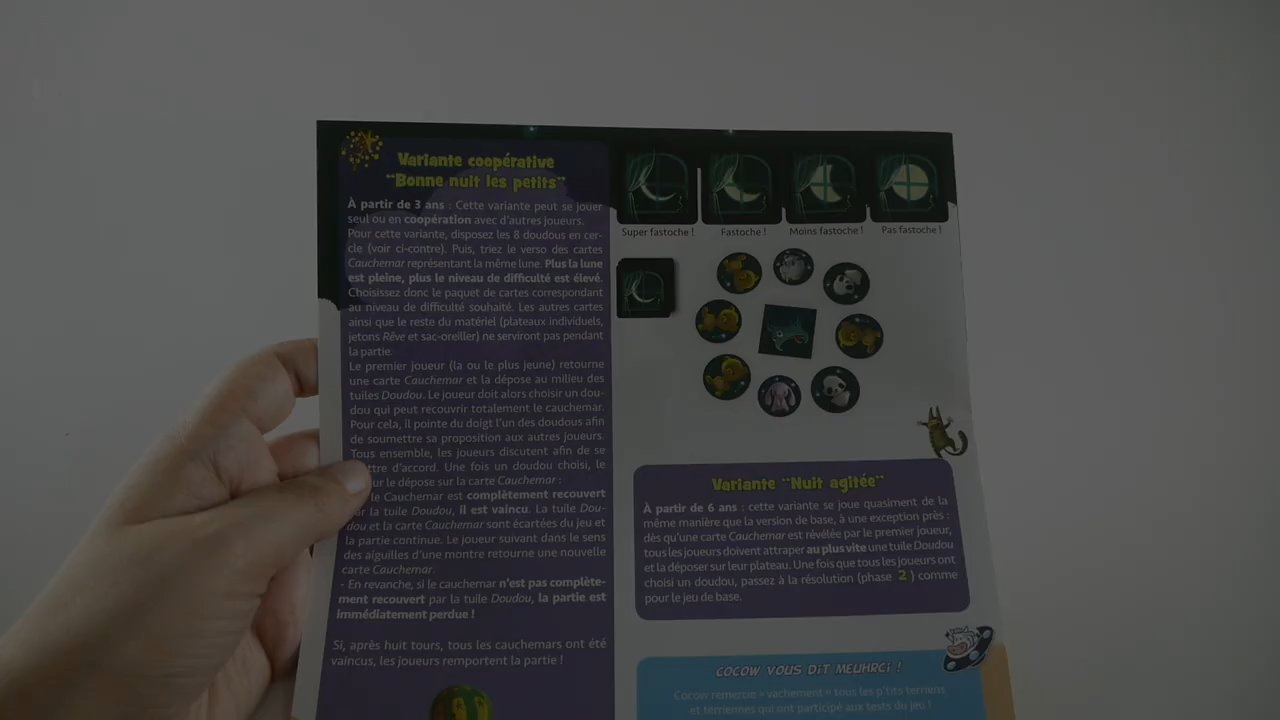 Variante coopérative
"Bonne nuit les petits"
À partir de 3 ans : Cette variante peut se jouer
seul ou en coopération avec d'autres joueurs.
Pour cette variante, disposez les 8 doudous en cer-
cle (voir ci-contre). Puis, triez le verso des cartes
Cauchemar représentant la même lune. Plus la lune
est pleine, plus le niveau de difficulté est élevé.
Choisissez donc le paquet de cartes correspondant
au niveau de difficulté souhaité. Les autres cartes
ainsi que le reste du matériel (plateaux individuels,
jetons Rêve et sac-oreiller) ne serviront pas pendant
la partie.
Le premier joueur (la ou le plus jeune) retourne
une carte Cauchemar et la dépose au milieu des
tuiles Doudou. Le joueur doit alors choisir un dou-
dou qui peut recouvrir totalement le cauchemar.
Pour cela, il pointe du doigt l'un des doudous afin
de soumettre sa proposition aux autres joueurs.
Tous ensemble, les joueurs discutent afin de se
ttre d'accord. Une fois un doudou choisi, le
ur le dépose sur la carte Cauchemar :
le Cauchemar est complètement recouvert
ar la tuile Doudou, il est vaincu. La tuile Dou-
dou et la carte Cauchemar sont écartées du jeu et
la partie continue. Le joueur suivant dans le sens
des aiguilles d'une montre retourne une nouvelle
carte Cauchemar.
- En revanche, si le cauchemar n'est pas complète-
ment recouvert par la tuile Doudou, la partie est
immédiatement perdue !
Si, après huit tours, tous les cauchemars ont été
vaincus, les joueurs remportent la partie !
Super fastoche !
Fastoche !
Moins fastoche !
Pas fastoche !
Variante "Nuit agitée"
À partir de 6 ans : cette variante se joue quasiment de la
même manière que la version de base, à une exception près :
dès qu'une carte Cauchemar est révélée par le premier joueur,
tous les joueurs doivent attraper au plus vite une tuile Doudou
et la déposer sur leur plateau. Une fois que tous les joueurs ont
choisi un doudou, passez à la résolution (phase 2) comme
pour le jeu de base.
COCOW VOUS DIT MEUHRCI !
Cocow remercie « vachement » tous les p'tits terriens
et terriennes qui ont participé aux tests du jeu !